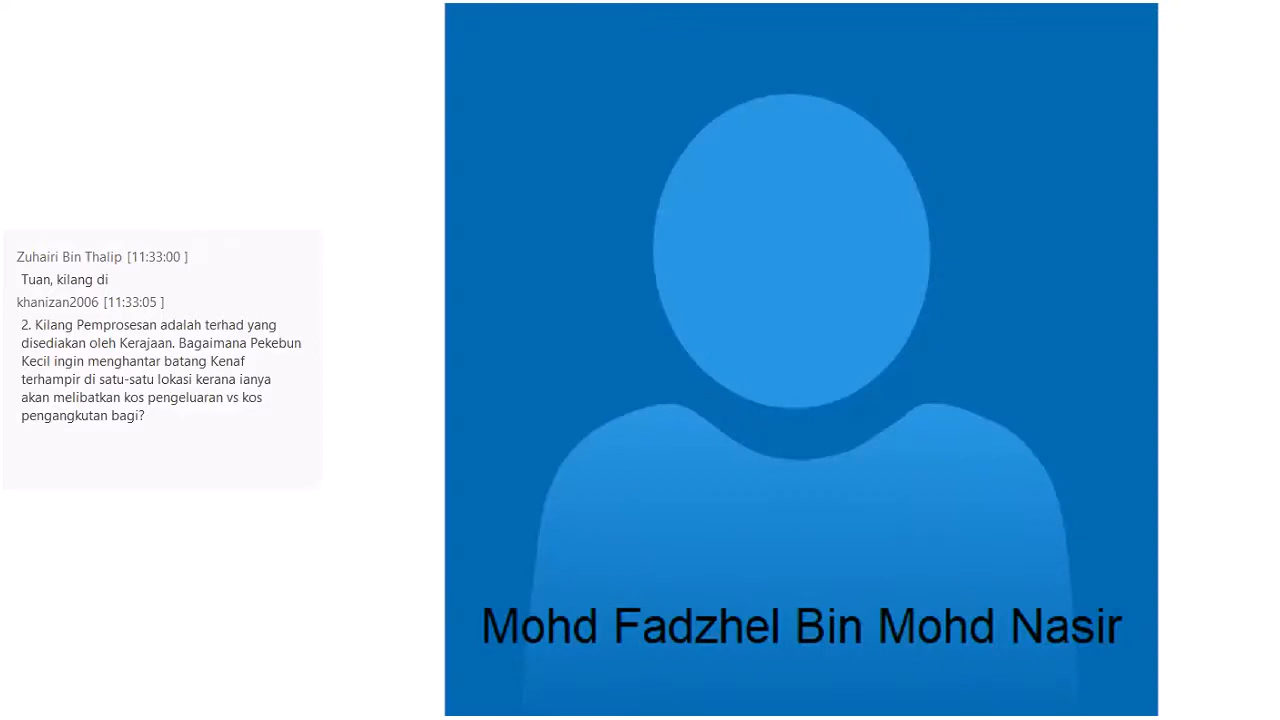 Zuhairi Bin Thalip [11:33:00 ]
Tuan, kilang di
khanizan2006 [11:33:05 ]
2. Kilang Pemprosesan adalah terhad yang
disediakan oleh Kerajaan. Bagaimana Pekebun
Kecil ingin menghantar batang Kenaf
terhampir di satu-satu lokasi kerana ianya
akan melibatkan kos pengeluaran vs kos
pengangkutan bagi?
Mohd Fadzhel Bin Mohd Nasir